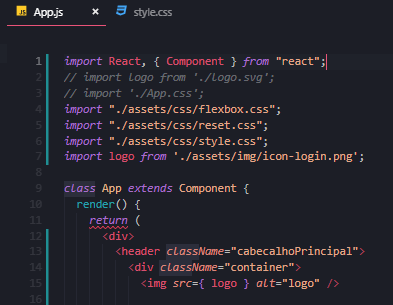 App.js × style.css
1 import React, { Component } from "react";
2 // import logo from './logo.svg';
3 // import './App.css';
4 import "./assets/css/flexbox.css";
5 import "./assets/css/reset.css";
6 import "./assets/css/style.css";
7 import logo from './assets/img/icon-login.png';
8
9 class App extends Component {
10 render() {
11 return (
12 <div>
13 <header className="cabecalhoPrincipal">
14 <div className="container">
15 <img src={ logo } alt="logo" />